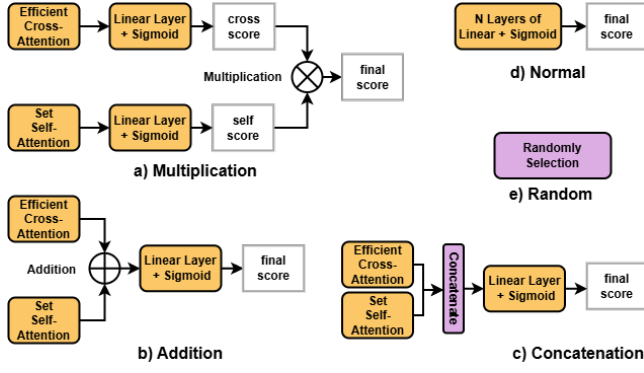 Efficient
Cross-
Attention
Linear Layer
+ Sigmoid
cross
score
Multiplication
final
score
Set
Self-
Attention
Linear Layer
+ Sigmoid
self
score
a) Multiplication
N Layers of
Linear + Sigmoid
final
score
d) Normal
Randomly
Selection
e) Random
Efficient
Cross-
Attention
Addition
Linear Layer
+ Sigmoid
final
score
Set
Self-
Attention
b) Addition
Efficient
Cross-
Attention
Set
Self-
Attention
Concatenate
Linear Layer
+ Sigmoid
final
score
c) Concatenation